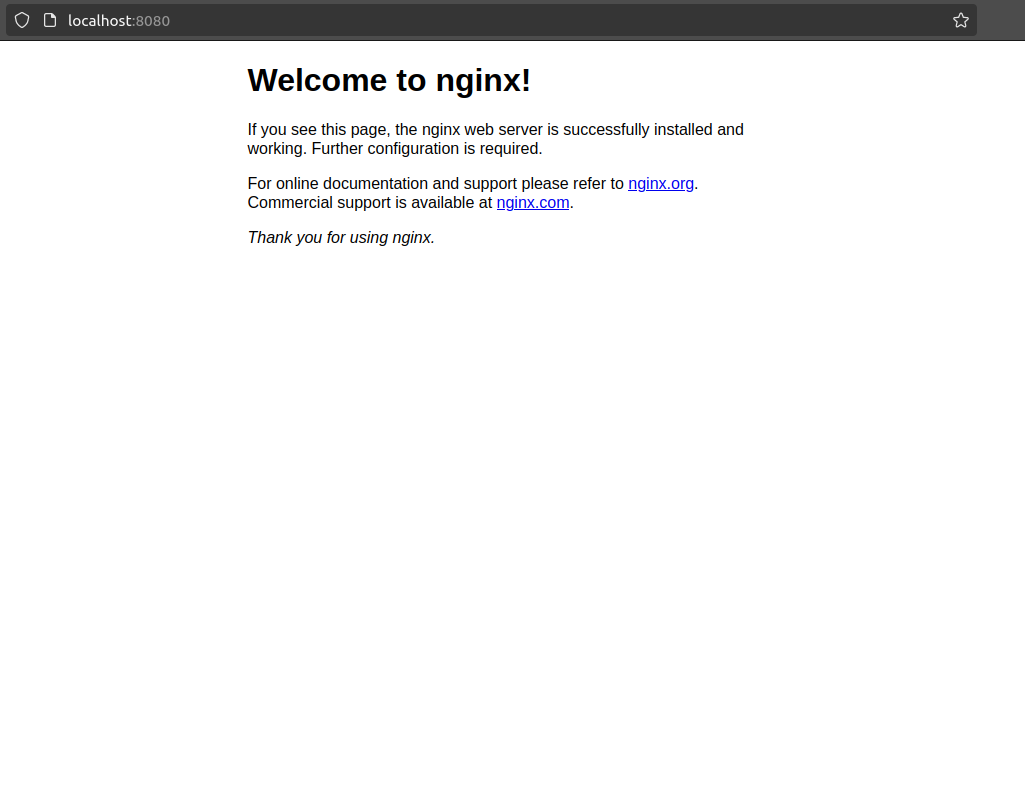 localhost:8080
Welcome to nginx!
If you see this page, the nginx web server is successfully installed and
working. Further configuration is required.
For online documentation and support please refer to nginx.org.
Commercial support is available at nginx.com.
Thank you for using nginx.